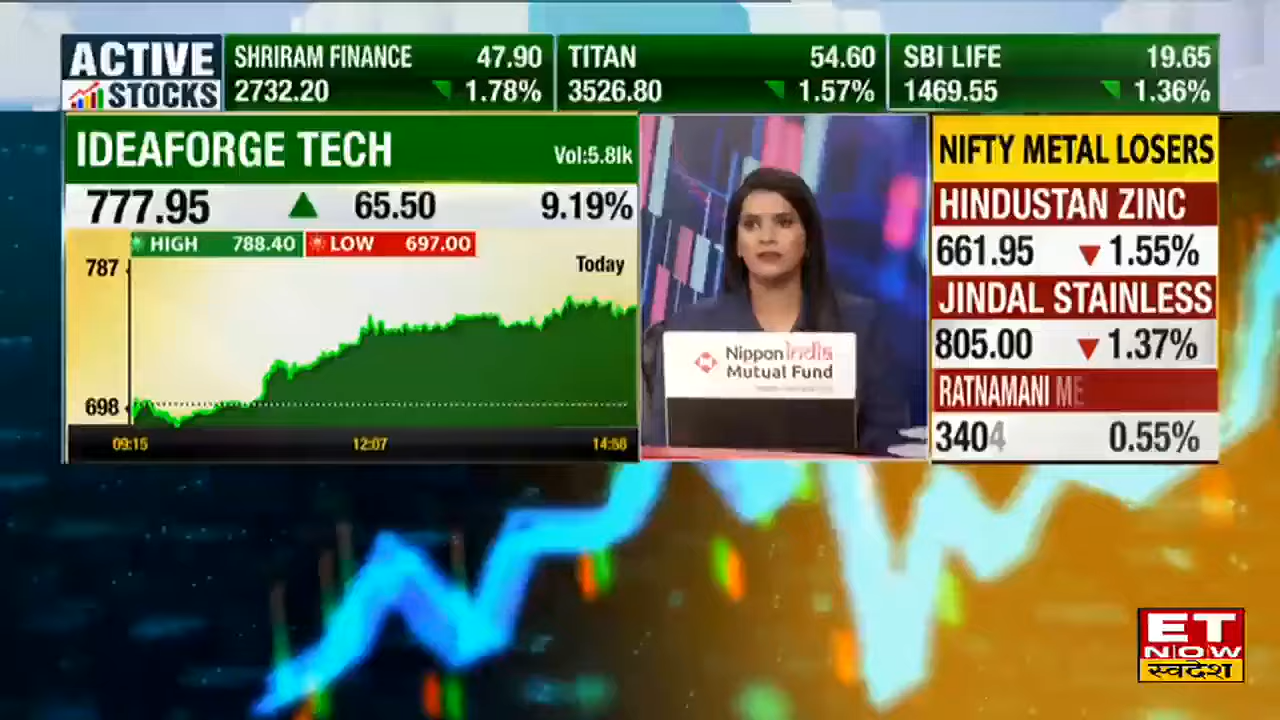 ACTIVE
STOCKS
SHRIRAM FINANCE 47.90
2732.20 1.78%
TITAN 54.60
3526.80 1.57%
SBI LIFE 19.65
1469.55 1.36%
IDEAFORGE TECH Vol:5.8lk
777.95 65.50 9.19%
HIGH 788.40 LOW 697.00
787 Today
698
09:15 12:07 14:58
Nippon India
Mutual Fund
NIFTY METAL LOSERS
HINDUSTAN ZINC
661.95 1.55%
JINDAL STAINLESS
805.00 1.37%
RATNAMANI ME
3404 0.55%
ET
NOW
स्वदेश